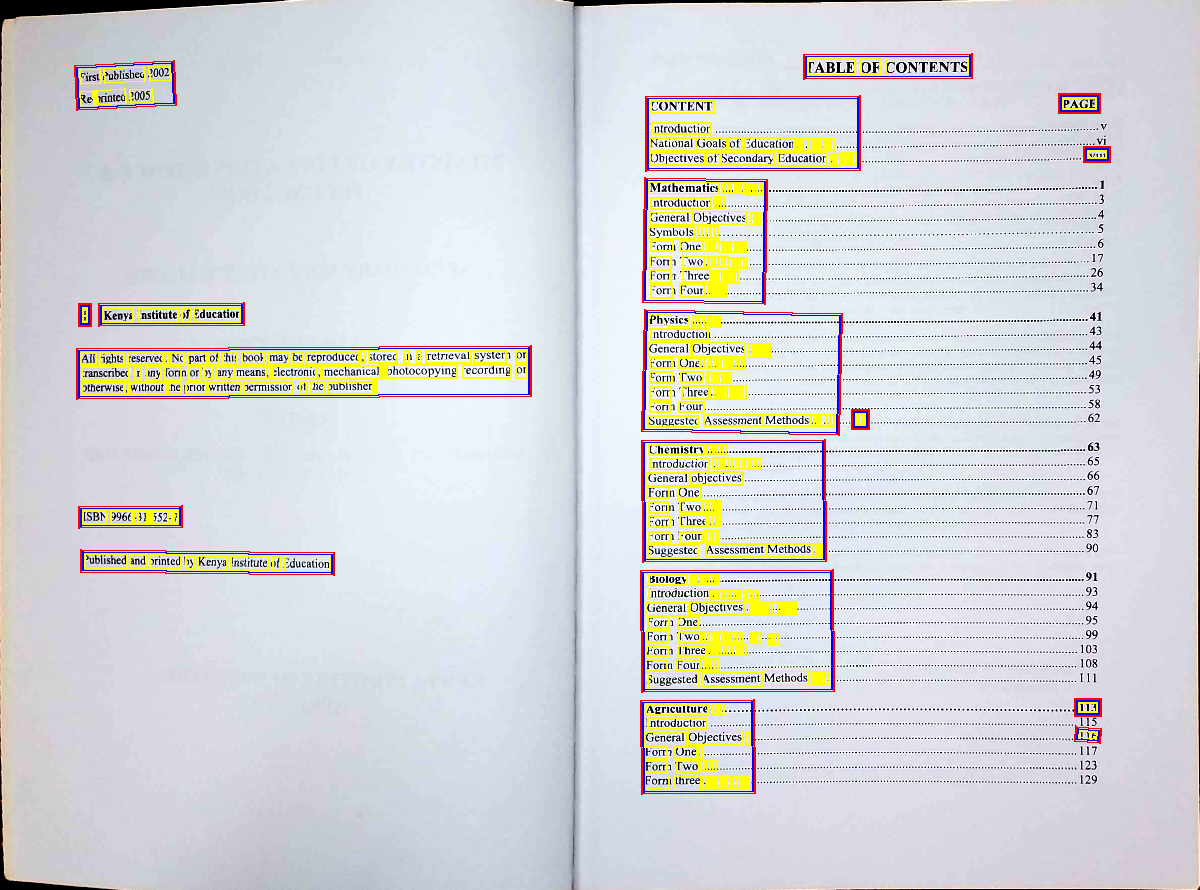 First Published 2002
Reprinted 2005
Kenya Institute of Education
All rights reserved. No part of this book may be reproduced, stored in a retrieval system or
transcribed in any form or by any means, electronic, mechanical photocopying recording or
otherwise, without the prior written permission of the publisher
ISBN 9966-31-552-7
Published and printed by Kenya Institute of Education
TABLE OF CONTENTS
CONTENT PAGE
Introduction v
National Goals of Education vi
Objectives of Secondary Education viii
Mathematics 1
Introduction 3
General Objectives 4
Symbols 5
Form One 6
Form Two 17
Form Three 26
Form Four 34
Physics 41
Introduction 43
General Objectives 44
Form One 45
Form Two 49
Form Three 53
Form Four 58
Suggested Assessment Methods 62
Chemistry 63
Introduction 65
General objectives 66
Form One 67
Form Two 71
Form Three 77
Form Four 83
Suggested Assessment Methods 90
Biology 91
Introduction 93
General Objectives 94
Form One 95
Form Two 99
Form Three 103
Form Four 108
Suggested Assessment Methods 111
Agriculture 113
Introduction 115
General Objectives 116
Form One 117
Form Two 123
Form three 129